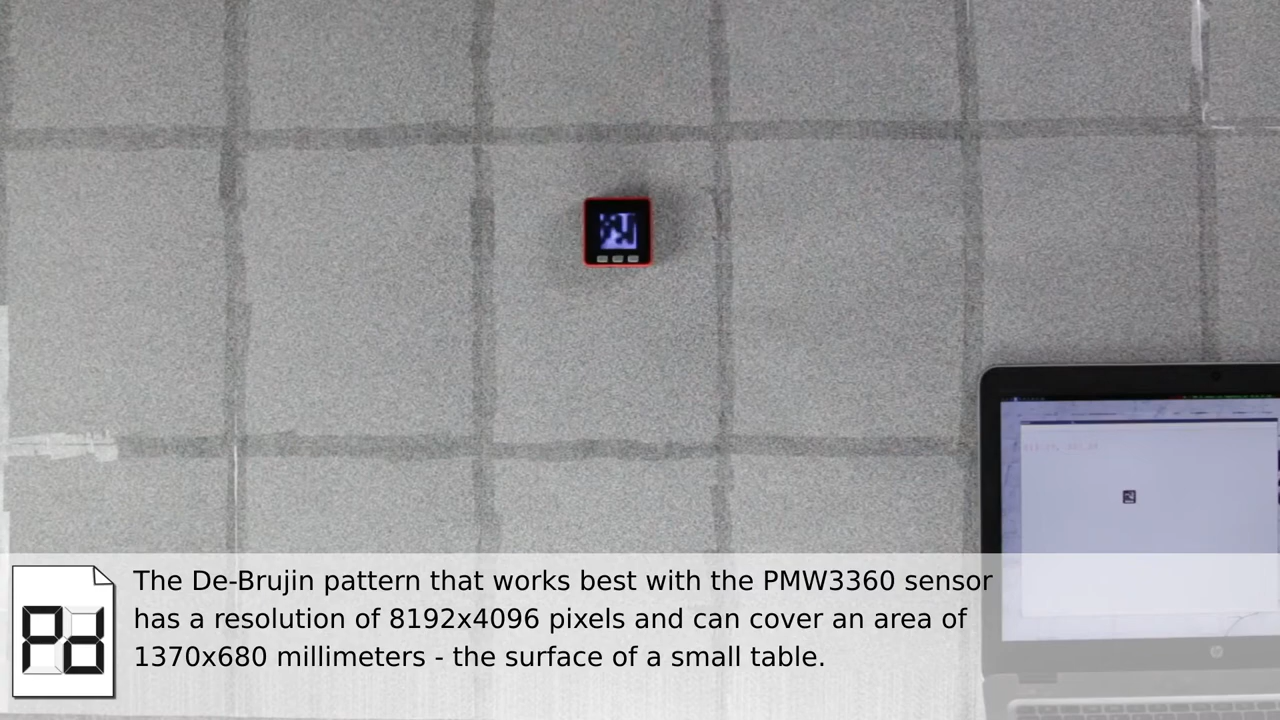 The De-Brujin pattern that works best with the PMW3360 sensor
has a resolution of 8192x4096 pixels and can cover an area of
1370x680 millimeters - the surface of a small table.
Pd
hp